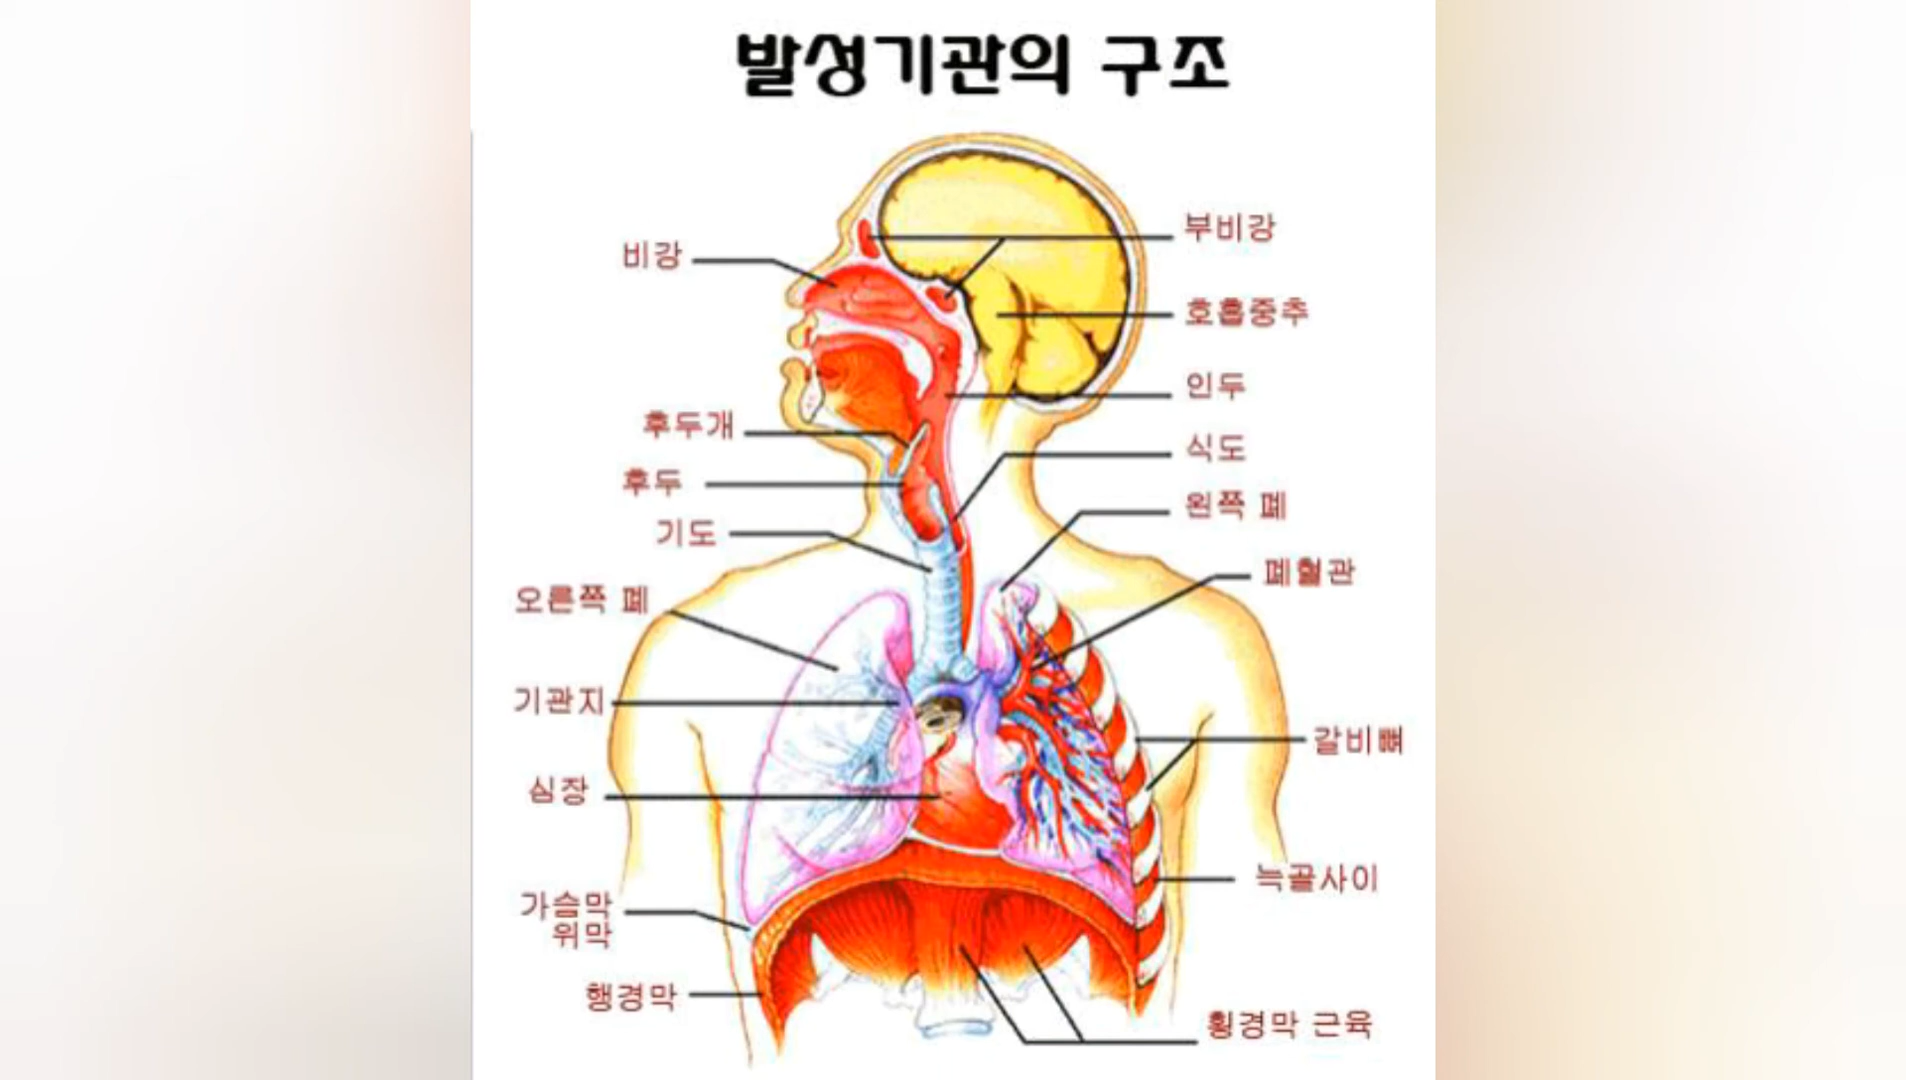 발성기관의 구조
비강
후두개
후두
기도
오른쪽 폐
기관지
심장
가슴막
위막
행경막
부비강
호흡중추
인두
식도
왼쪽 폐
폐혈관
갈비뼈
늑골사이
횡경막 근육